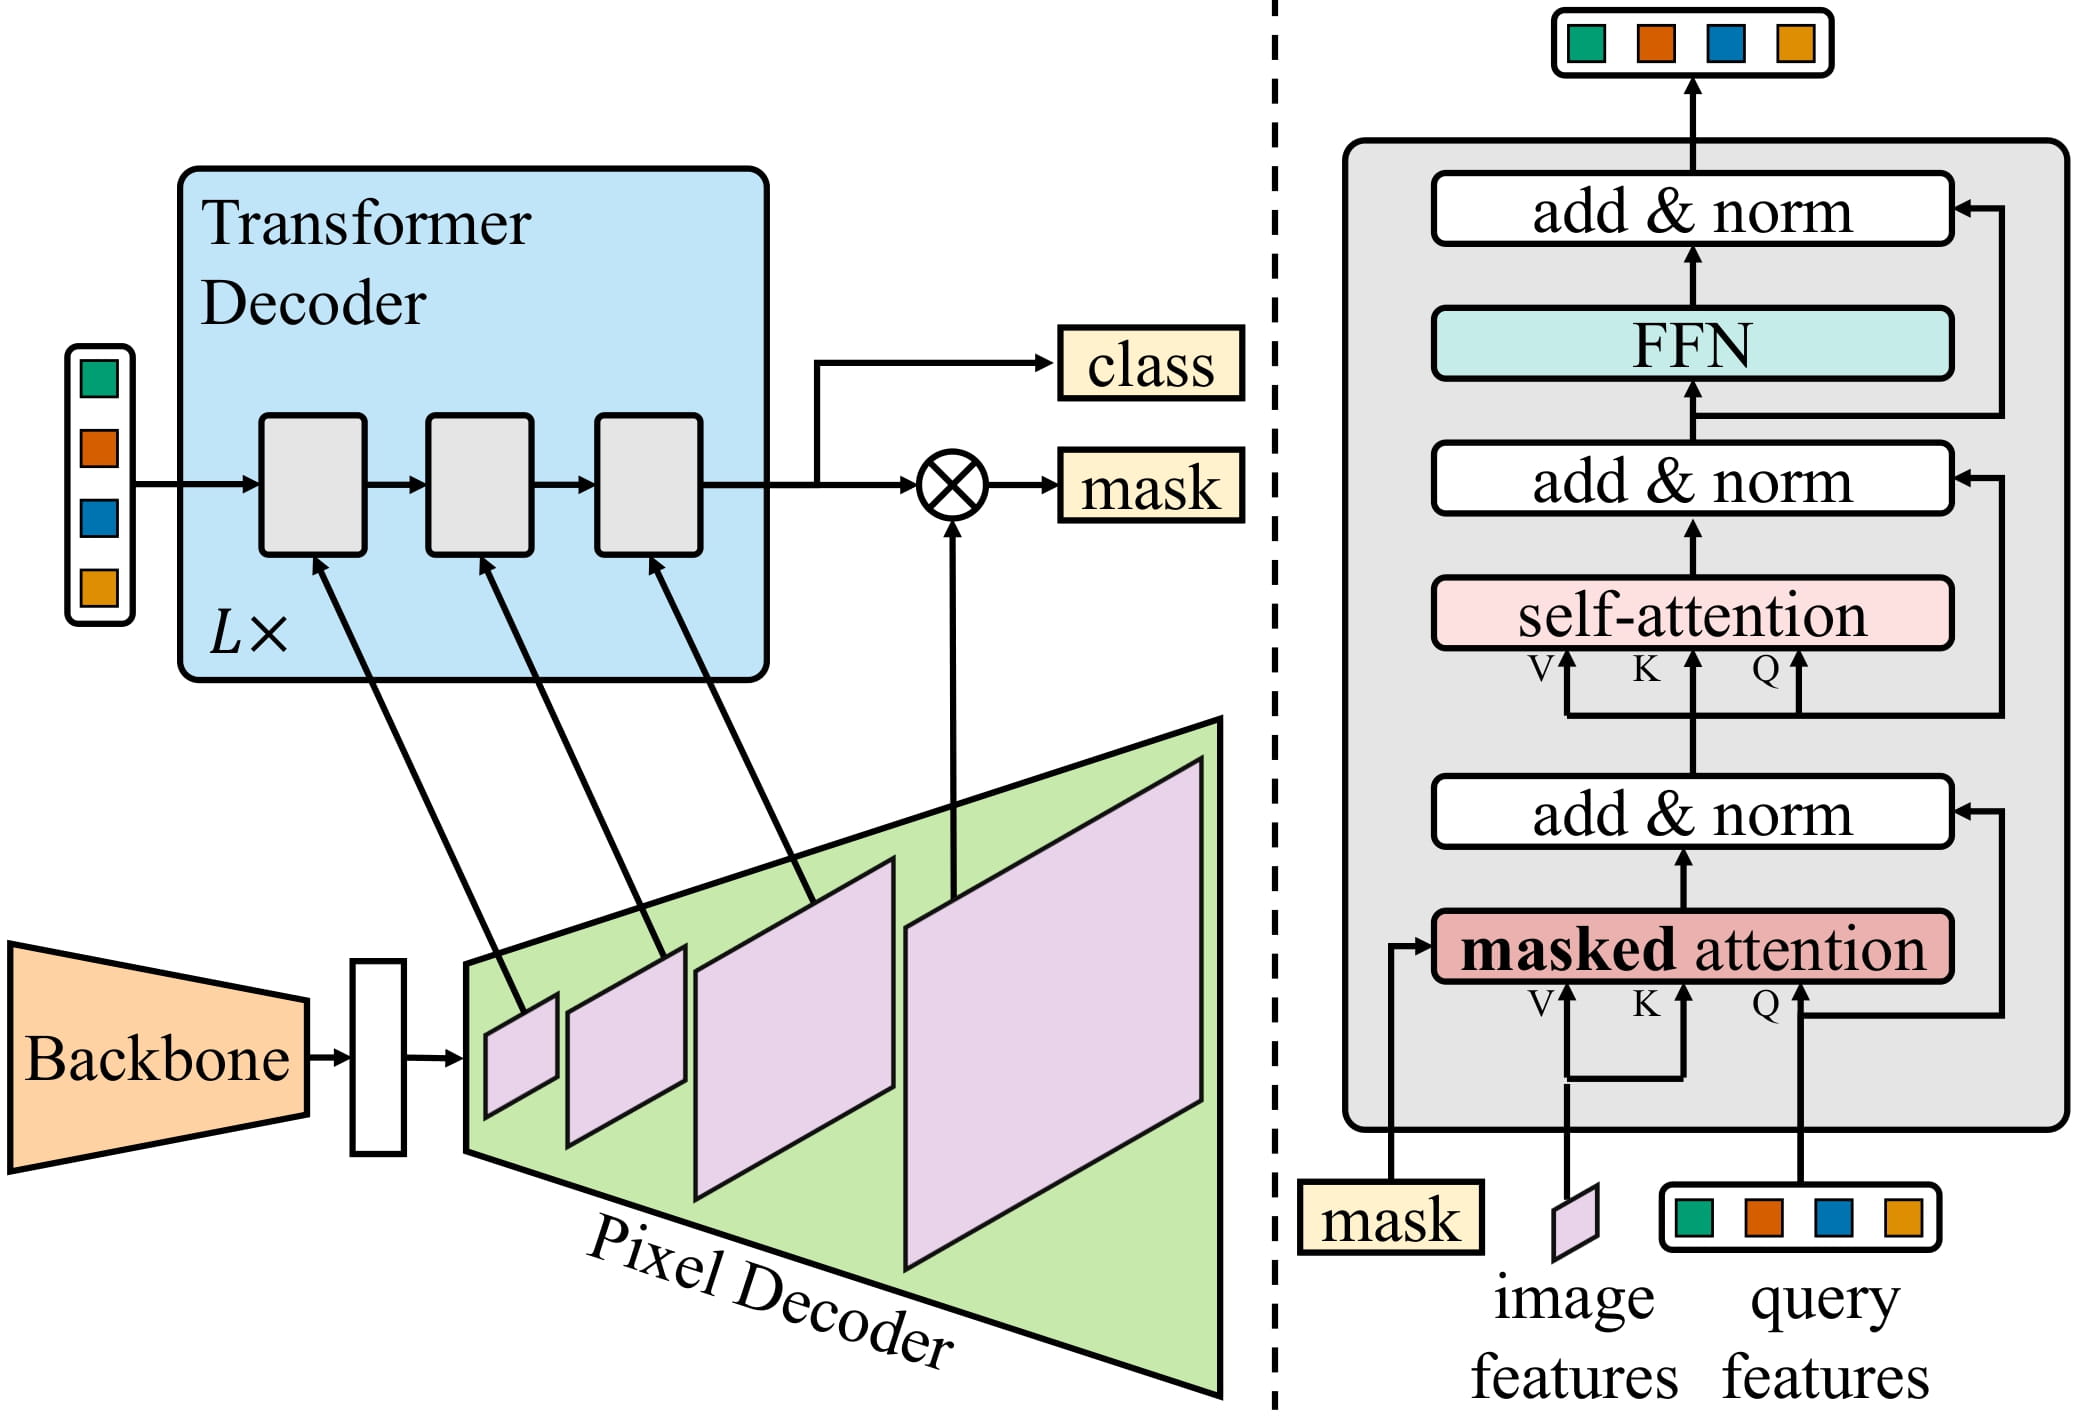 Transformer
Decoder
L×
class
mask
Backbone
Pixel Decoder
add & norm
FFN
add & norm
self-attention
V K Q
add & norm
masked attention
V K Q
mask
image
features
query
features